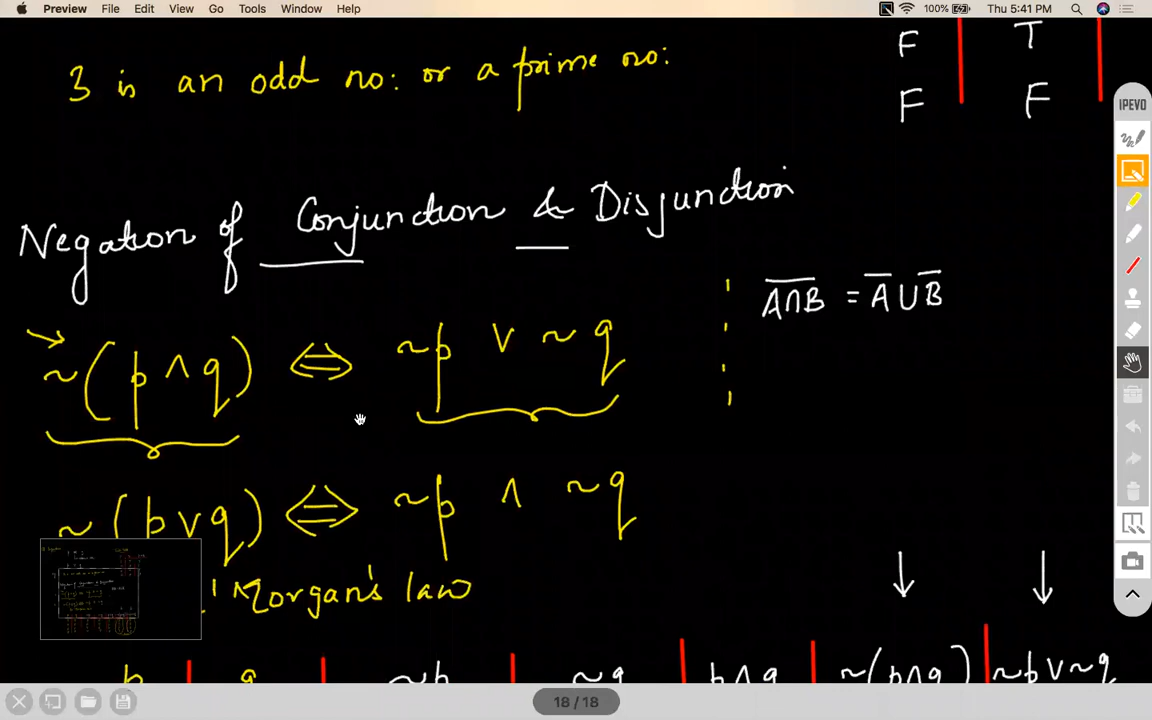 Preview File Edit View Go Tools Window Help 100% Thu 5:41 PM
F T
3 is an odd no: or a prime no:
F F
IPEVO
Negation of Conjunction & Disjunction
A∩B = A̅ ∪ B̅
~(p ∧ q) ⇔ ~p ∨ ~q
~(p ∨ q) ⇔ ~p ∧ ~q
Morgan's law
p q ~p ~q p∧q ~(p∧q) ~p∨~q
18 / 18